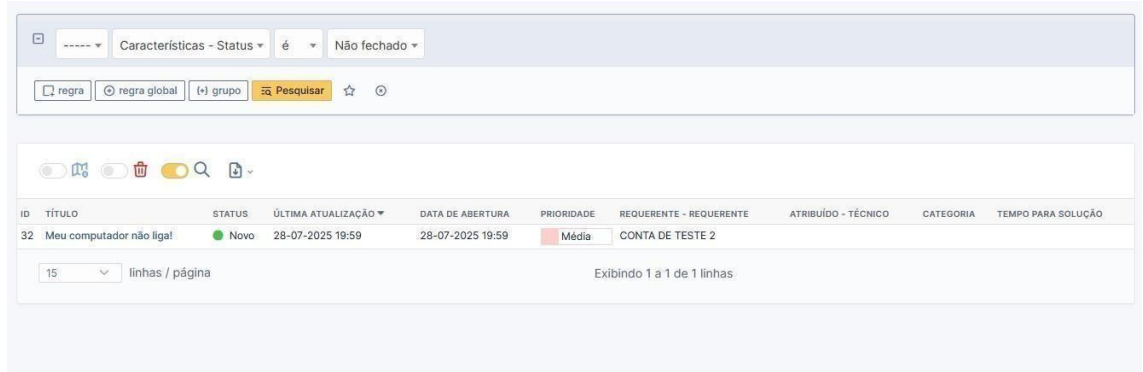 ----- Características - Status é Não fechado
regra regra global (+) grupo Pesquisar
ID TÍTULO STATUS ÚLTIMA ATUALIZAÇÃO DATA DE ABERTURA PRIORIDADE REQUERENTE - REQUERENTE ATRIBUÍDO - TÉCNICO CATEGORIA TEMPO PARA SOLUÇÃO
32 Meu computador não liga! Novo 28-07-2025 19:59 28-07-2025 19:59 Média CONTA DE TESTE 2
15 linhas / página Exibindo 1 a 1 de 1 linhas